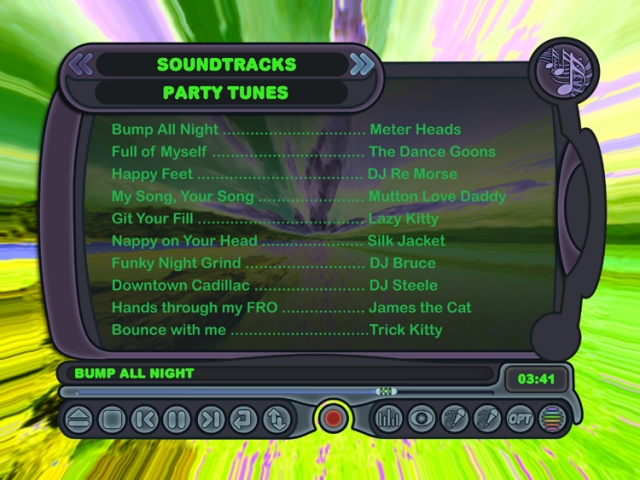 SOUNDTRACKS
PARTY TUNES
Bump All Night .............................. Meter Heads
Full of Myself ................................ The Dance Goons
Happy Feet .................................... DJ Re Morse
My Song, Your Song ...................... Mutton Love Daddy
Git Your Fill ................................... Lazy Kitty
Nappy on Your Head ..................... Silk Jacket
Funky Night Grind ......................... DJ Bruce
Downtown Cadillac ........................ DJ Steele
Hands through my FRO ................. James the Cat
Bounce with me .............................Trick Kitty
BUMP ALL NIGHT
03:41
OPT